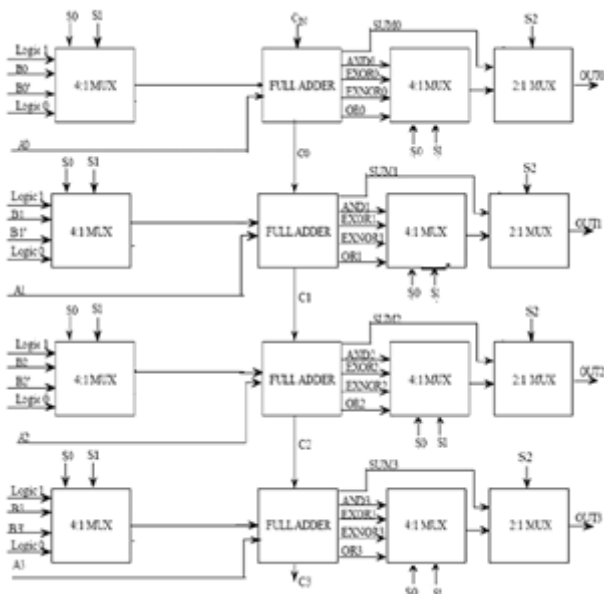 S0 S1 C SUM0 S2
Logic 1
B0
B0'
Logic 0
4:1 MUX
FULL ADDER
AND0
EXOR0
EXNOR0
OR0
4:1 MUX
2:1 MUX
OUT0
A0
S0 S1
C0
S0 S1 SUM1 S2
Logic 1
B1
B1'
Logic 0
4:1 MUX
FULL ADDER
AND1
EXOR1
EXNOR1
OR1
4:1 MUX
2:1 MUX
OUT1
A1
S0 S1
C1
S0 S1 SUM2 S2
Logic 1
B2
B2'
Logic 0
4:1 MUX
FULL ADDER
AND2
EXOR2
EXNOR2
OR2
4:1 MUX
2:1 MUX
OUT2
A2
S0 S1
C2
S0 S1 SUM3 S2
Logic 1
B3
B3'
Logic 0
4:1 MUX
FULL ADDER
AND3
EXOR3
EXNOR3
OR3
4:1 MUX
2:1 MUX
OUT3
A3
S0 S1
C3